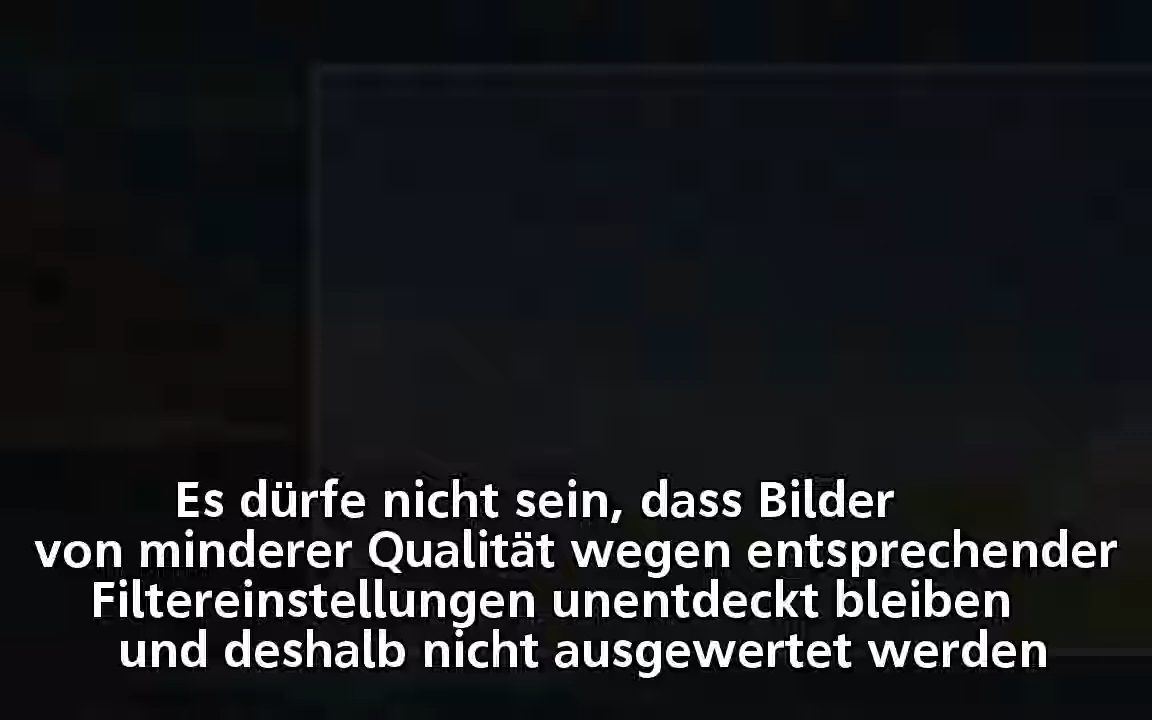 Es dürfe nicht sein, dass Bilder
von minderer Qualität wegen entsprechender
Filtereinstellungen unentdeckt bleiben
und deshalb nicht ausgewertet werden